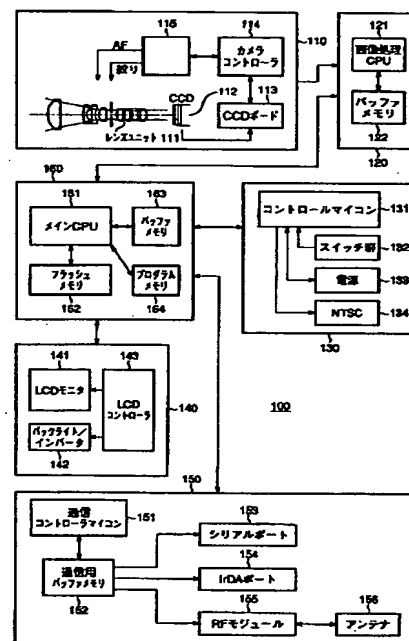 115
114
AF
絞り
カメラ
コントローラ
110
CCD
112
113
CCDボード
レンズユニット 111
121
画像処理
CPU
バッファ
メモリ
122
120
160
161
163
メインCPU
バッファ
メモリ
フラッシュ
メモリ
プログラム
メモリ
162
164
コントロールマイコン
131
スイッチ群
132
電源
133
NTSC
134
130
141
143
LCDモニタ
LCD
コントローラ
バックライト/
インバータ
142
140
100
150
通信
コントローラマイコン
151
153
シリアルポート
154
通信用
バッファメモリ
IrDAポート
152
155
156
RFモジュール
アンテナ